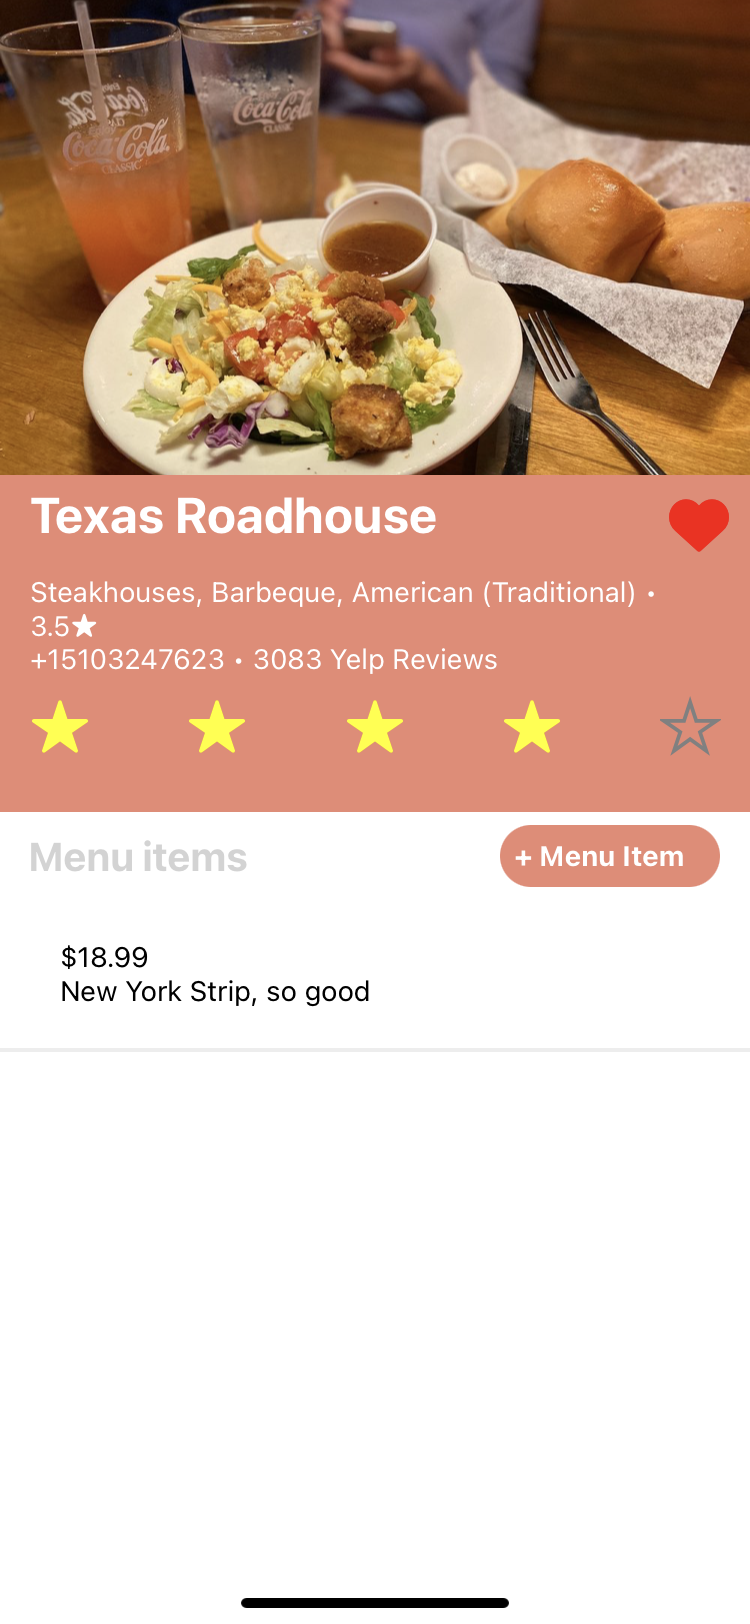 Coca-Cola
CLASSIC
Coca-Cola
CLASSIC
Texas Roadhouse
Steakhouses, Barbeque, American (Traditional) •
3.5★
+15103247623 • 3083 Yelp Reviews
Menu items
+ Menu Item
$18.99
New York Strip, so good